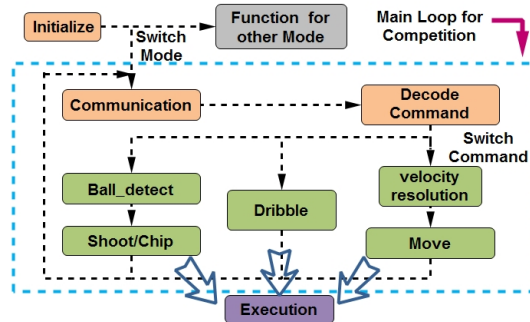 Initialize
Function for
other Mode
Main Loop for
Competition
Switch
Mode
Communication
Decode
Command
Switch
Command
Ball_detect
velocity
resolution
Dribble
Shoot/Chip
Move
Execution